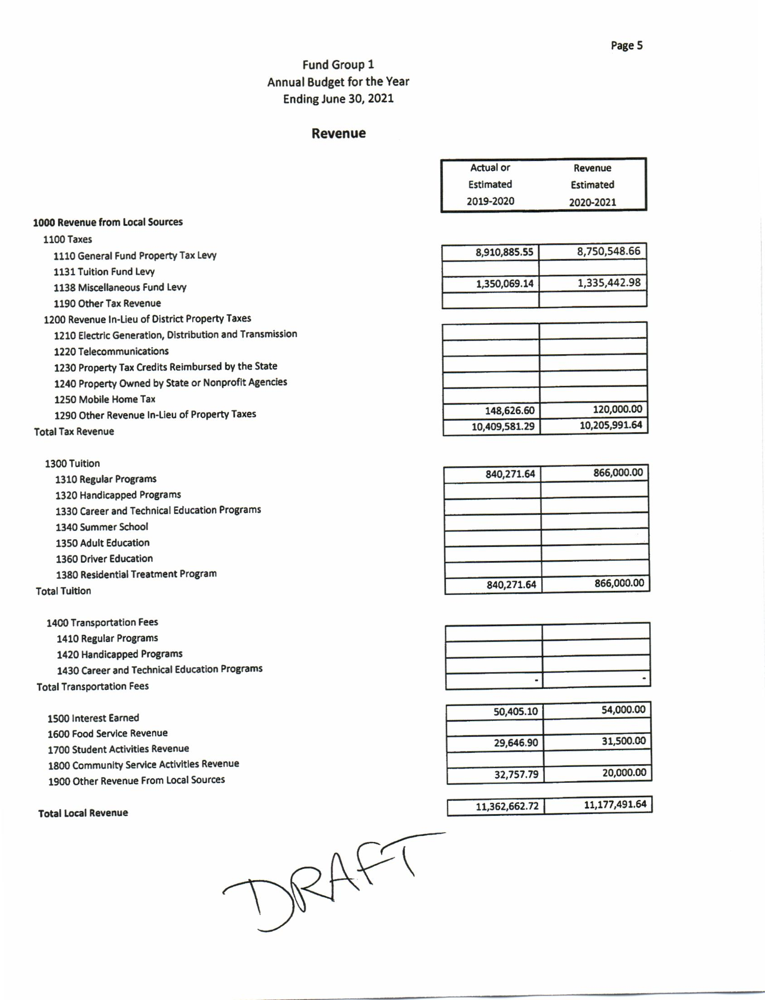 Page 5
Fund Group 1
Annual Budget for the Year
Ending June 30, 2021
Revenue
Actual or Revenue
Estimated Estimated
2019-2020 2020-2021
1000 Revenue from Local Sources
1100 Taxes
1110 General Fund Property Tax Levy 8,910,885.55 8,750,548.66
1131 Tuition Fund Levy
1138 Miscellaneous Fund Levy 1,350,069.14 1,335,442.98
1190 Other Tax Revenue
1200 Revenue In-Lieu of District Property Taxes
1210 Electric Generation, Distribution and Transmission
1220 Telecommunications
1230 Property Tax Credits Reimbursed by the State
1240 Property Owned by State or Nonprofit Agencies
1250 Mobile Home Tax
1290 Other Revenue In-Lieu of Property Taxes 148,626.60 120,000.00
Total Tax Revenue 10,409,581.29 10,205,991.64
1300 Tuition
1310 Regular Programs 840,271.64 866,000.00
1320 Handicapped Programs
1330 Career and Technical Education Programs
1340 Summer School
1350 Adult Education
1360 Driver Education
1380 Residential Treatment Program
Total Tuition 840,271.64 866,000.00
1400 Transportation Fees
1410 Regular Programs
1420 Handicapped Programs
1430 Career and Technical Education Programs
Total Transportation Fees - -
1500 Interest Earned 50,405.10 54,000.00
1600 Food Service Revenue
1700 Student Activities Revenue 29,646.90 31,500.00
1800 Community Service Activities Revenue
1900 Other Revenue From Local Sources 32,757.79 20,000.00
Total Local Revenue 11,362,662.72 11,177,491.64
DRAFT